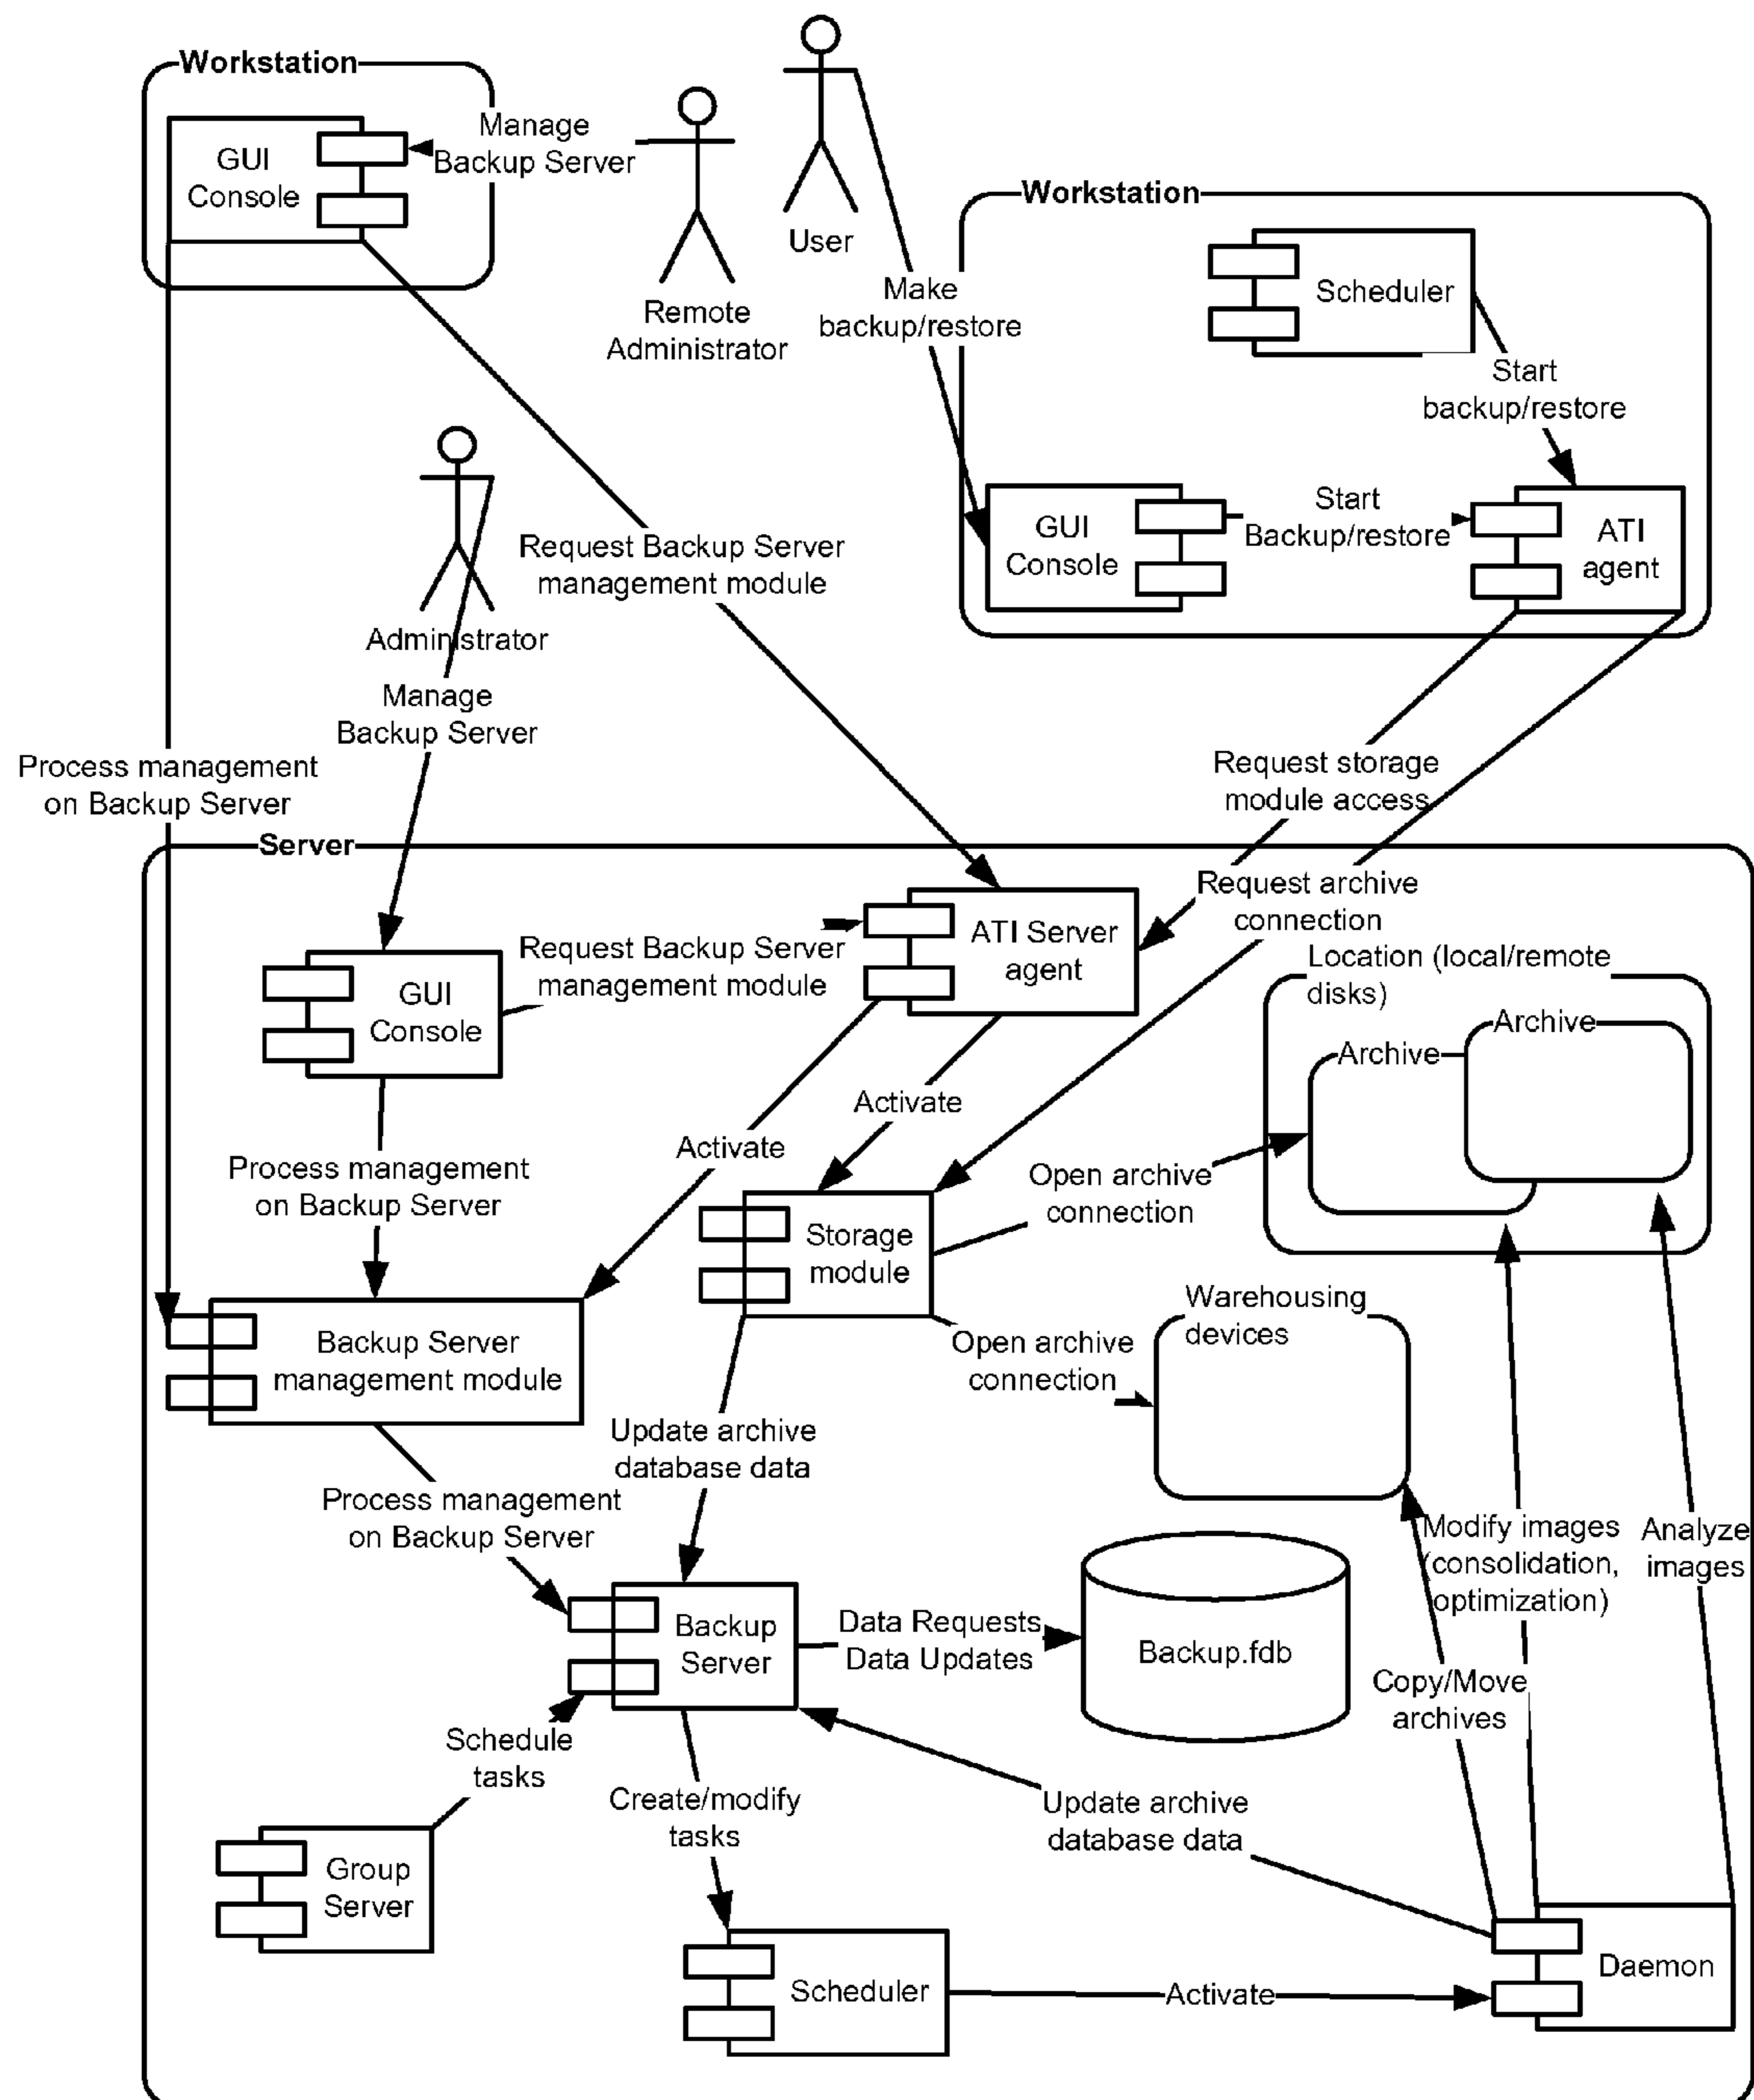 Workstation
GUI
Console
Manage
Backup Server
Remote
Administrator
User
Make
backup/restore
Workstation
Scheduler
Start
backup/restore
GUI
Console
Start
Backup/restore
ATI
agent
Administrator
Manage
Backup Server
Request Backup Server
management module
Process management
on Backup Server
Request storage
module access
Server
Request archive
connection
ATI Server
agent
Request Backup Server
management module
GUI
Console
Location (local/remote
disks)
Archive
Archive
Activate
Activate
Process management
on Backup Server
Open archive
connection
Storage
module
Backup Server
management module
Open archive
connection
Warehousing
devices
Update archive
database data
Process management
on Backup Server
Modify images
(consolidation,
optimization)
Analyze
images
Backup
Server
Data Requests
Data Updates
Backup.fdb
Copy/Move
archives
Schedule
tasks
Create/modify
tasks
Update archive
database data
Group
Server
Scheduler
Activate
Daemon